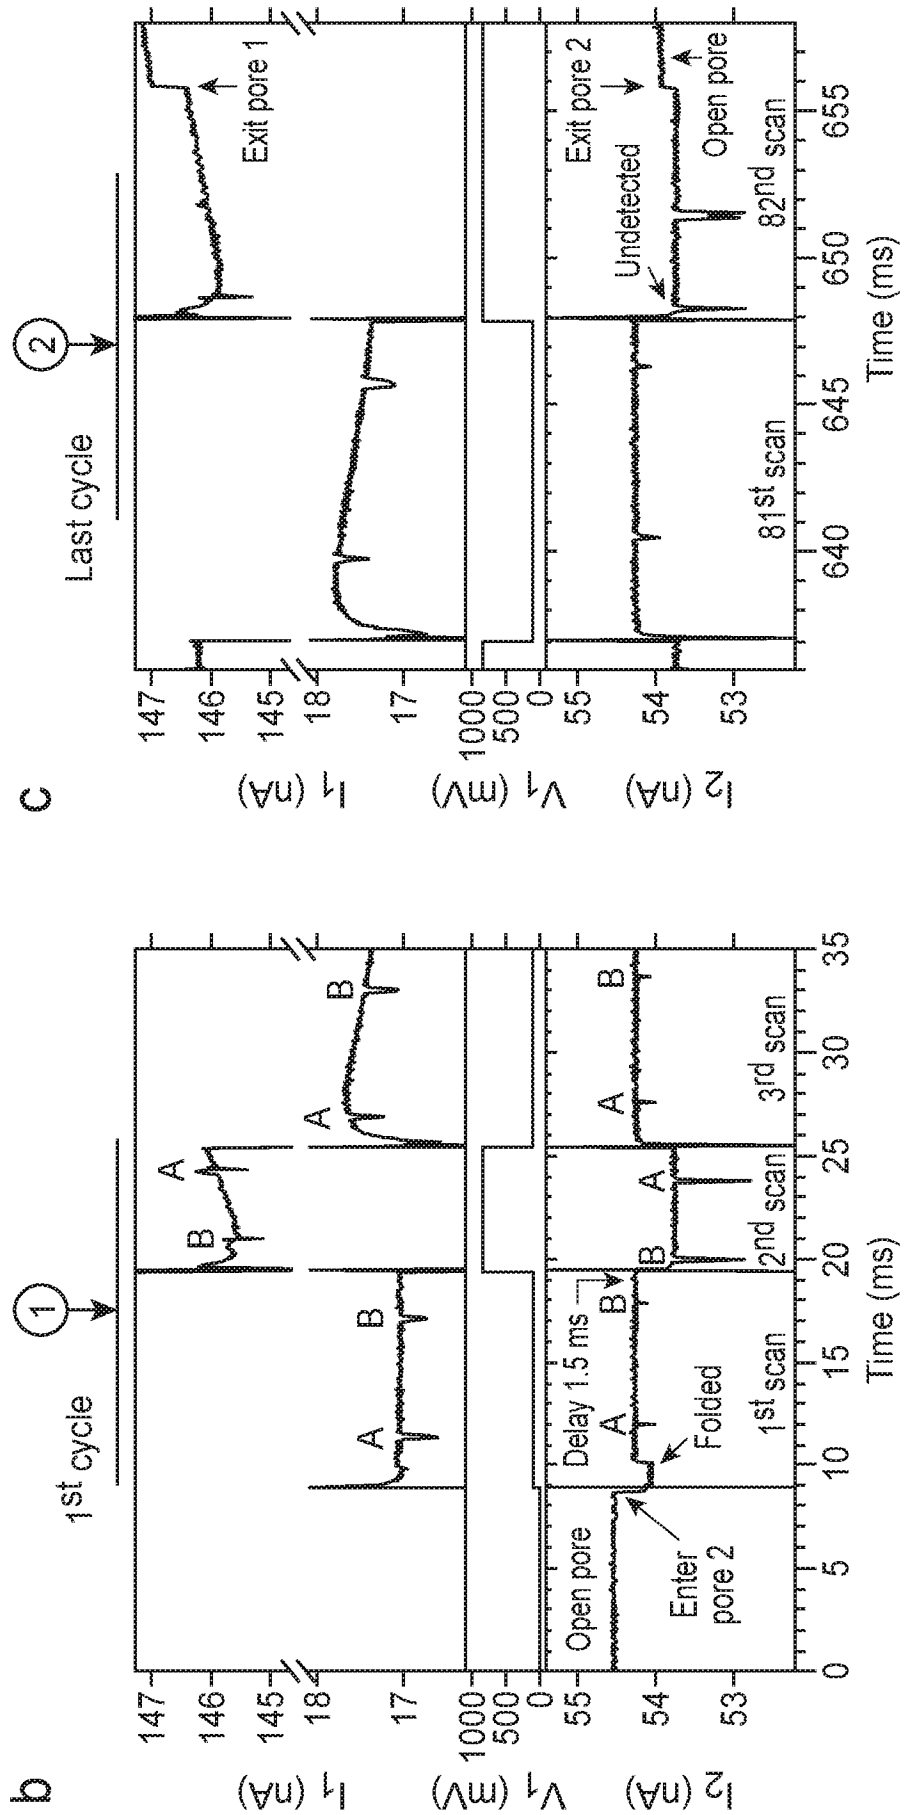 b
1st cycle
1
147
146
145
18
17
1000
500
0
55
54
53
I1 (nA)
V1 (mV)
I2 (nA)
A
B
B
A
A
B
Open pore
Enter
pore 2
Delay 1.5 ms
Folded
A
B
B
A
A
B
1st scan
2nd scan
3rd scan
0
5
10
15
20
25
30
35
Time (ms)
c
Last cycle
2
147
146
145
18
17
1000
500
0
55
54
53
I1 (nA)
V1 (mV)
I2 (nA)
Exit pore 1
Exit pore 2
Undetected
Open pore
81st scan
82nd scan
640
645
650
655
Time (ms)